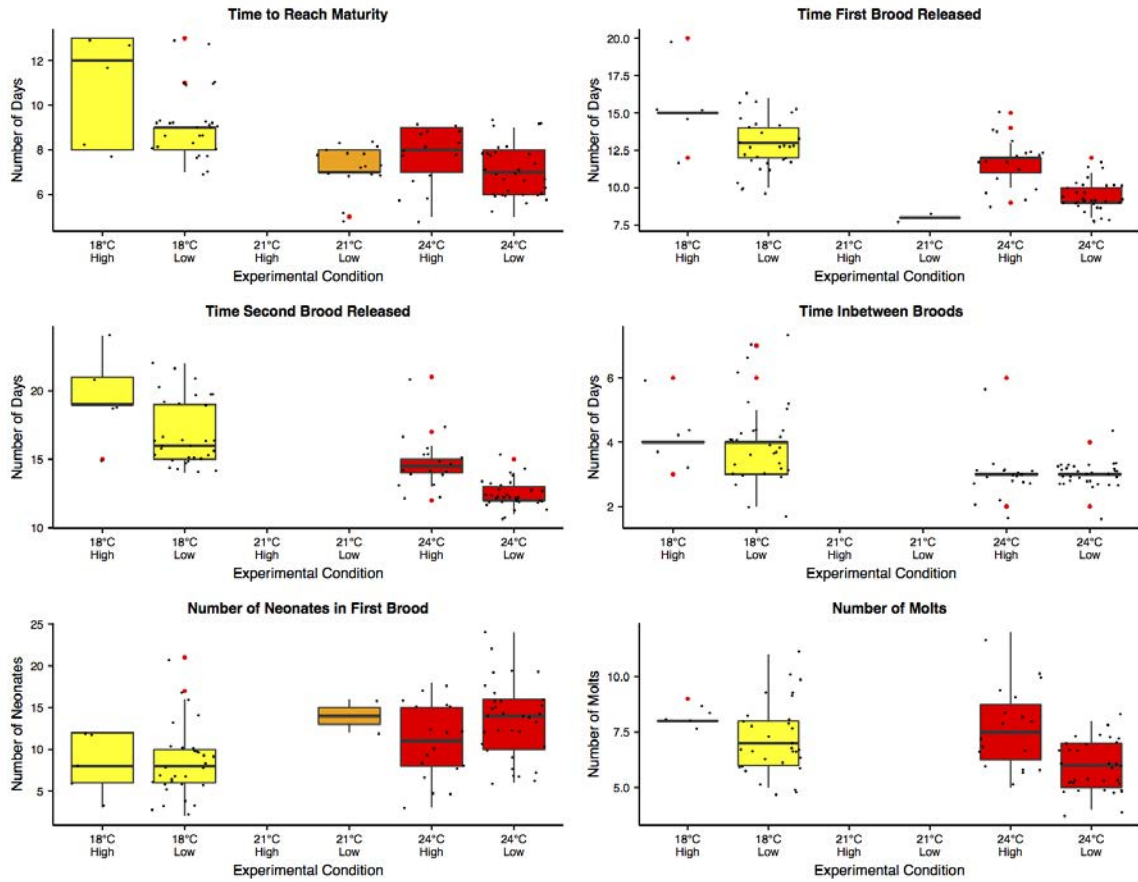 Time to Reach Maturity
Number of Days
12
10
8
6
18°C 18°C 21°C 21°C 24°C 24°C
High Low High Low High Low
Experimental Condition
Time First Brood Released
Number of Days
20.0
17.5
15.0
12.5
10.0
7.5
18°C 18°C 21°C 21°C 24°C 24°C
High Low High Low High Low
Experimental Condition
Time Second Brood Released
Number of Days
20
15
10
18°C 18°C 21°C 21°C 24°C 24°C
High Low High Low High Low
Experimental Condition
Time Inbetween Broods
Number of Days
6
4
2
18°C 18°C 21°C 21°C 24°C 24°C
High Low High Low High Low
Experimental Condition
Number of Neonates in First Brood
Number of Neonates
25
20
15
10
5
18°C 18°C 21°C 21°C 24°C 24°C
High Low High Low High Low
Experimental Condition
Number of Molts
Number of Molts
10.0
7.5
5.0
18°C 18°C 21°C 21°C 24°C 24°C
High Low High Low High Low
Experimental Condition